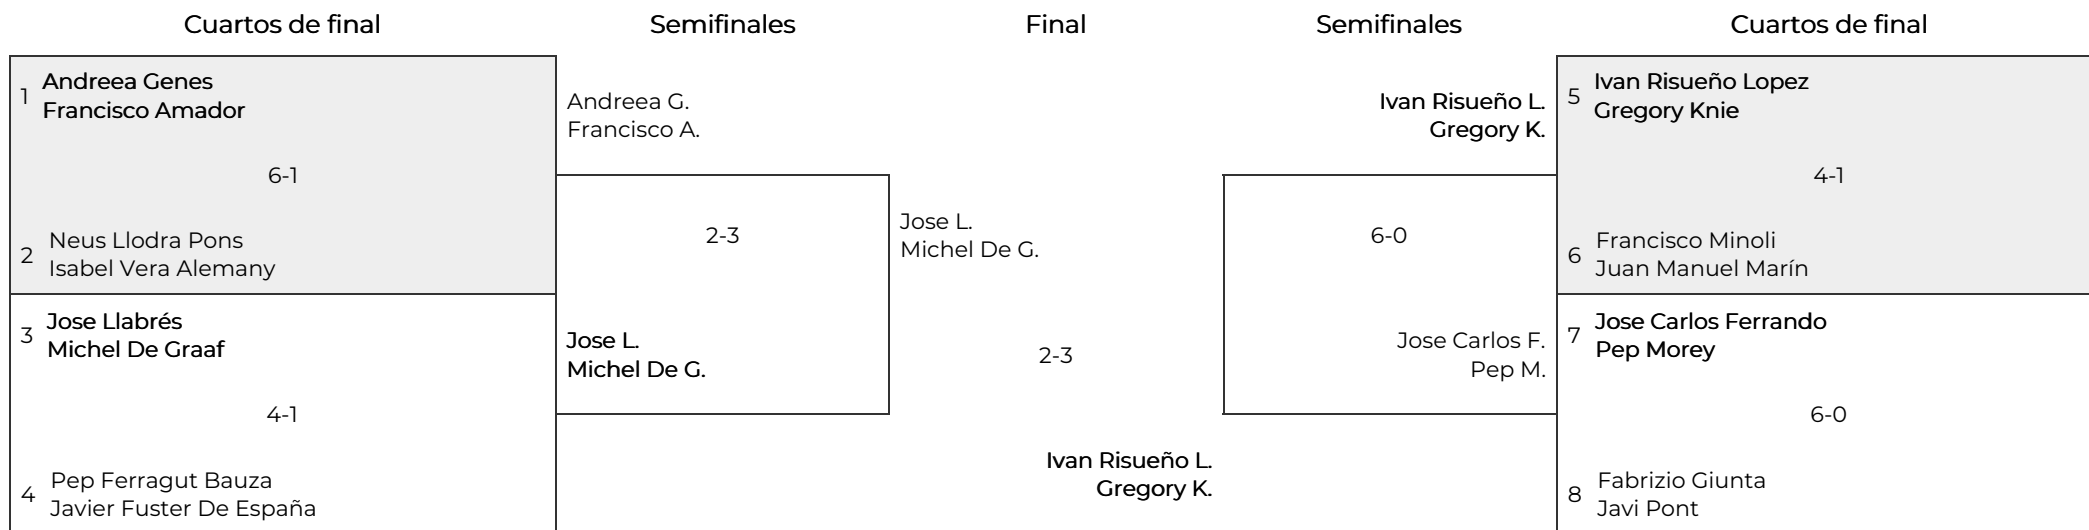 Cuartos de final
Semifinales
Final
Semifinales
Cuartos de final
1
Andreea Genes
Francisco Amador
6-1
2
Neus Llodra Pons
Isabel Vera Alemany
3
Jose Llabrés
Michel De Graaf
4-1
4
Pep Ferragut Bauza
Javier Fuster De España
Andreea G.
Francisco A.
2-3
Jose L.
Michel De G.
Jose L.
Michel De G.
2-3
Ivan Risueño L.
Gregory K.
Ivan Risueño L.
Gregory K.
6-0
Jose Carlos F.
Pep M.
5
Ivan Risueño Lopez
Gregory Knie
4-1
6
Francisco Minoli
Juan Manuel Marín
7
Jose Carlos Ferrando
Pep Morey
6-0
8
Fabrizio Giunta
Javi Pont